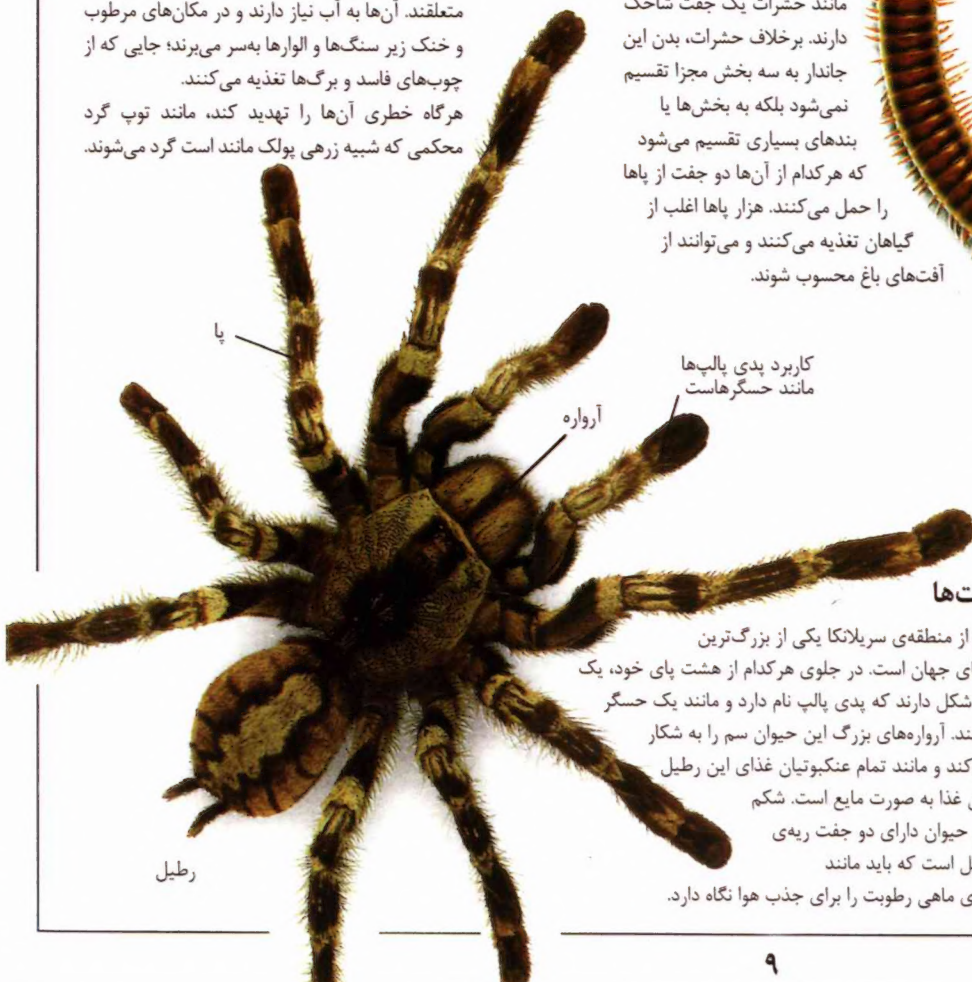 مانند حشرات یک جفت شاخک
دارند. برخلاف حشرات، بدن این
جاندار به سه بخش مجزا تقسیم
نمی‌شود بلکه به بخش‌ها یا
بندهای بسیاری تقسیم می‌شود
که هرکدام از آن‌ها دو جفت از پاها
را حمل می‌کنند. هزار پاها اغلب از
گیاهان تغذیه می‌کنند و می‌توانند از
آفت‌های باغ محسوب شوند.
متعلقند. آن‌ها به آب نیاز دارند و در مکان‌های مرطوب
و خنک زیر سنگ‌ها و الوارها به‌سر می‌برند؛ جایی که از
چوب‌های فاسد و برگ‌ها تغذیه می‌کنند.
هرگاه خطری آن‌ها را تهدید کند، مانند توپ گرد
محکمی که شبیه زرهی پولک مانند است گرد می‌شوند.
پا
کاربرد پدی پالپ‌ها
مانند حسگرهاست
آرواره
از منطقه‌ی سریلانکا یکی از بزرگ‌ترین
جهان است. در جلوی هرکدام از هشت پای خود، یک
شکل دارند که پدی پالپ نام دارد و مانند یک حسگر
آرواره‌های بزرگ این حیوان سم را به شکار
کند و مانند تمام عنکبوتیان غذای این رطیل
غذا به صورت مایع است. شکم
حیوان دارای دو جفت ریه‌ی
است که باید مانند
ماهی رطوبت را برای جذب هوا نگاه دارد.
رطیل
۹